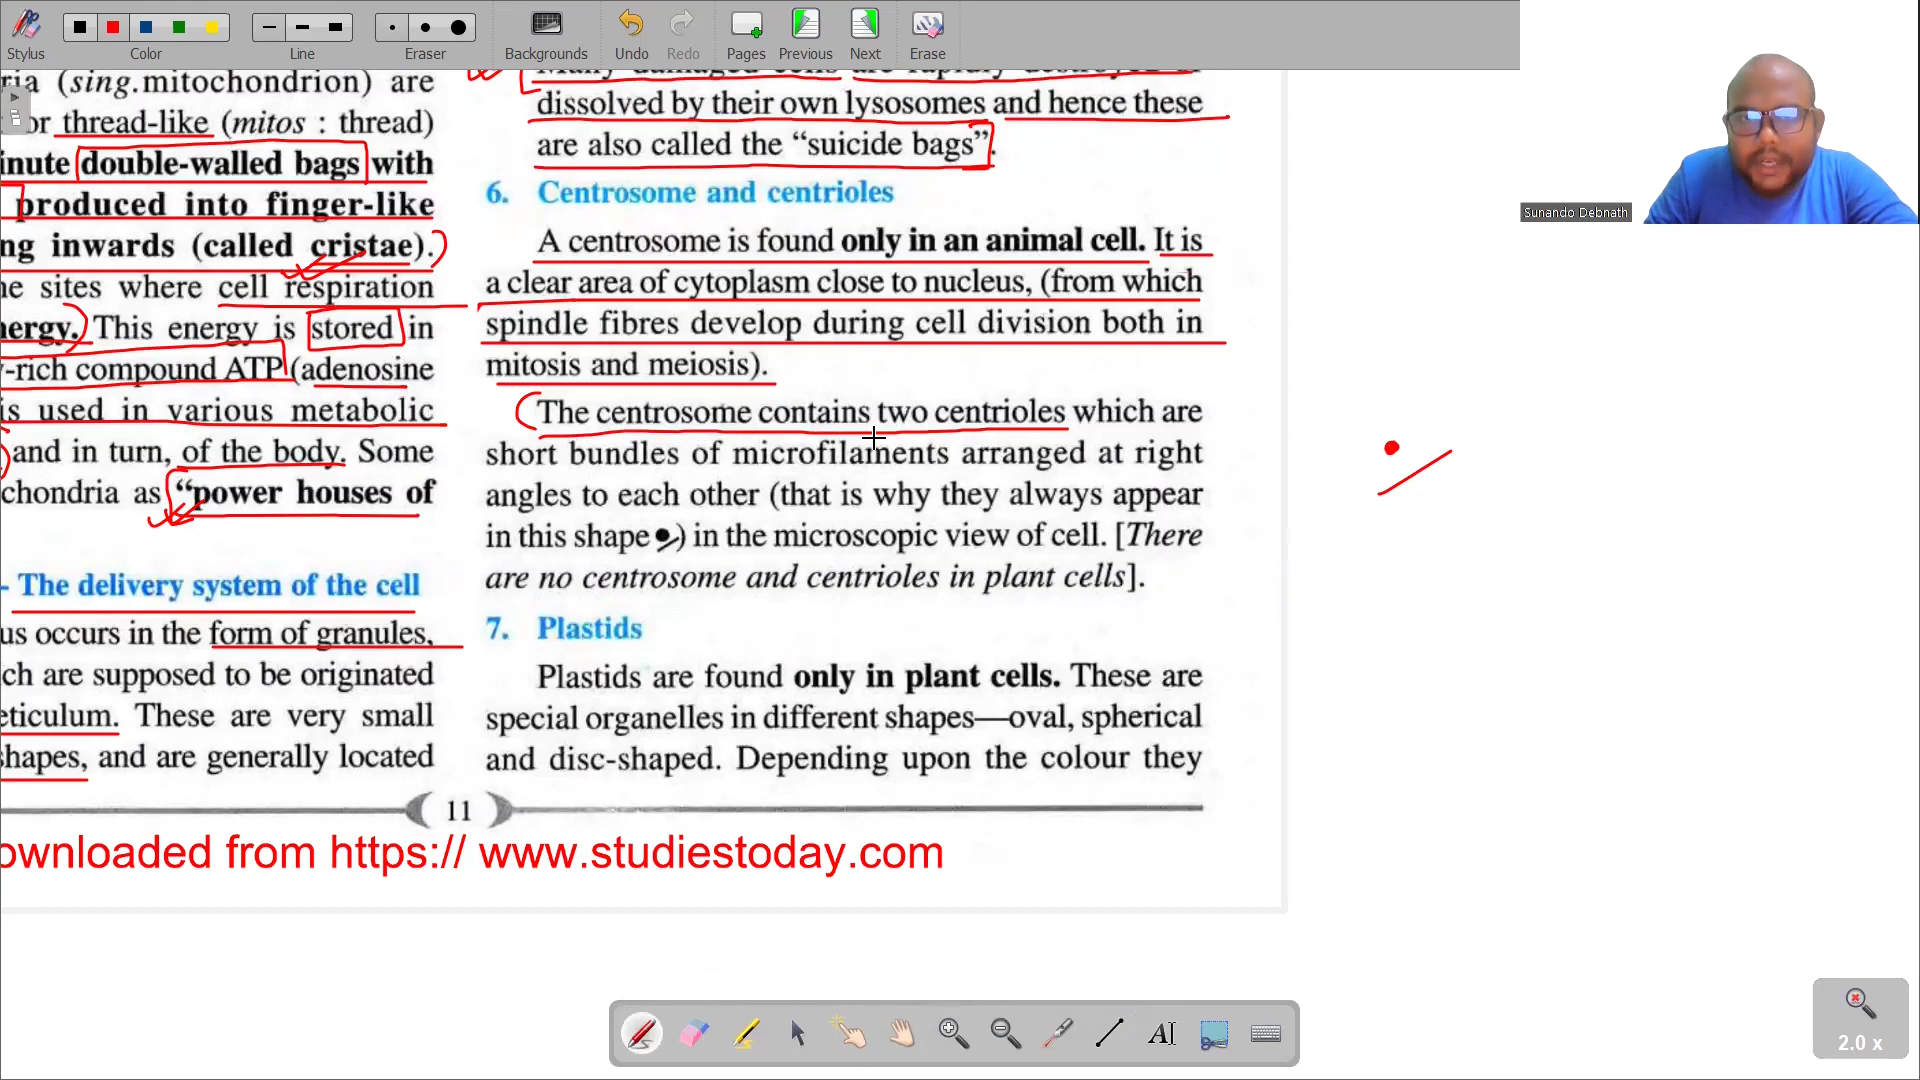 Stylus
Color
Line
Eraser
Backgrounds
Undo
Redo
Pages
Previous
Next
Erase
Sunando Debnath
ria (sing.mitochondrion) are
or thread-like (mitos : thread)
inute double-walled bags with
produced into finger-like
ng inwards (called cristae).
ne sites where cell respiration
nergy. This energy is stored in
-rich compound ATP (adenosine
is used in various metabolic
and in turn, of the body. Some
chondria as “power houses of
- The delivery system of the cell
us occurs in the form of granules,
ch are supposed to be originated
eticulum. These are very small
shapes, and are generally located
Many damaged cells are rapidly destroyed or
dissolved by their own lysosomes and hence these
are also called the “suicide bags”.
6. Centrosome and centrioles
A centrosome is found only in an animal cell. It is
a clear area of cytoplasm close to nucleus, (from which
spindle fibres develop during cell division both in
mitosis and meiosis).
The centrosome contains two centrioles which are
short bundles of microfilaments arranged at right
angles to each other (that is why they always appear
in this shape ) in the microscopic view of cell. [There
are no centrosome and centrioles in plant cells].
7. Plastids
Plastids are found only in plant cells. These are
special organelles in different shapes—oval, spherical
and disc-shaped. Depending upon the colour they
11
ownloaded from https:// www.studiestoday.com
2.0 x